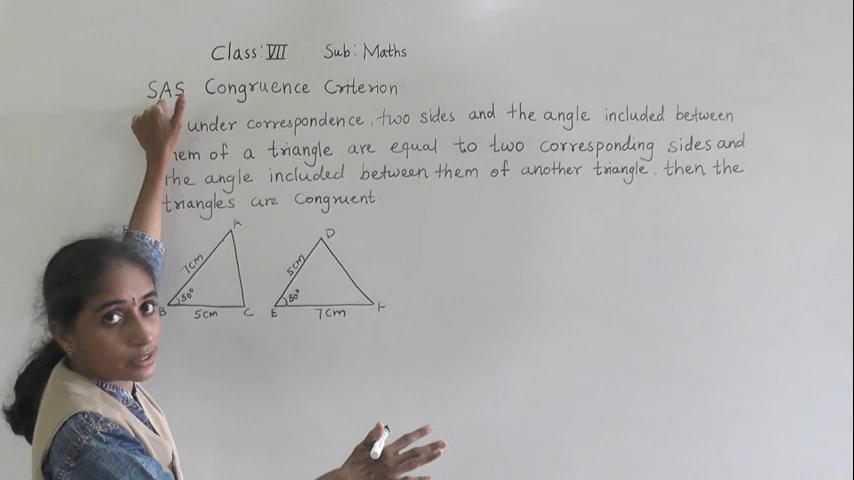 Class: VII Sub: Maths
SAS Congruence Criterion:
under correspondence, two sides and the angle included between
hem of a triangle are equal to two corresponding sides and
the angle included between them of another triangle. then the
triangles are Congruent.
A D
7cm 5cm
50° 50°
B 5cm C E 7cm F